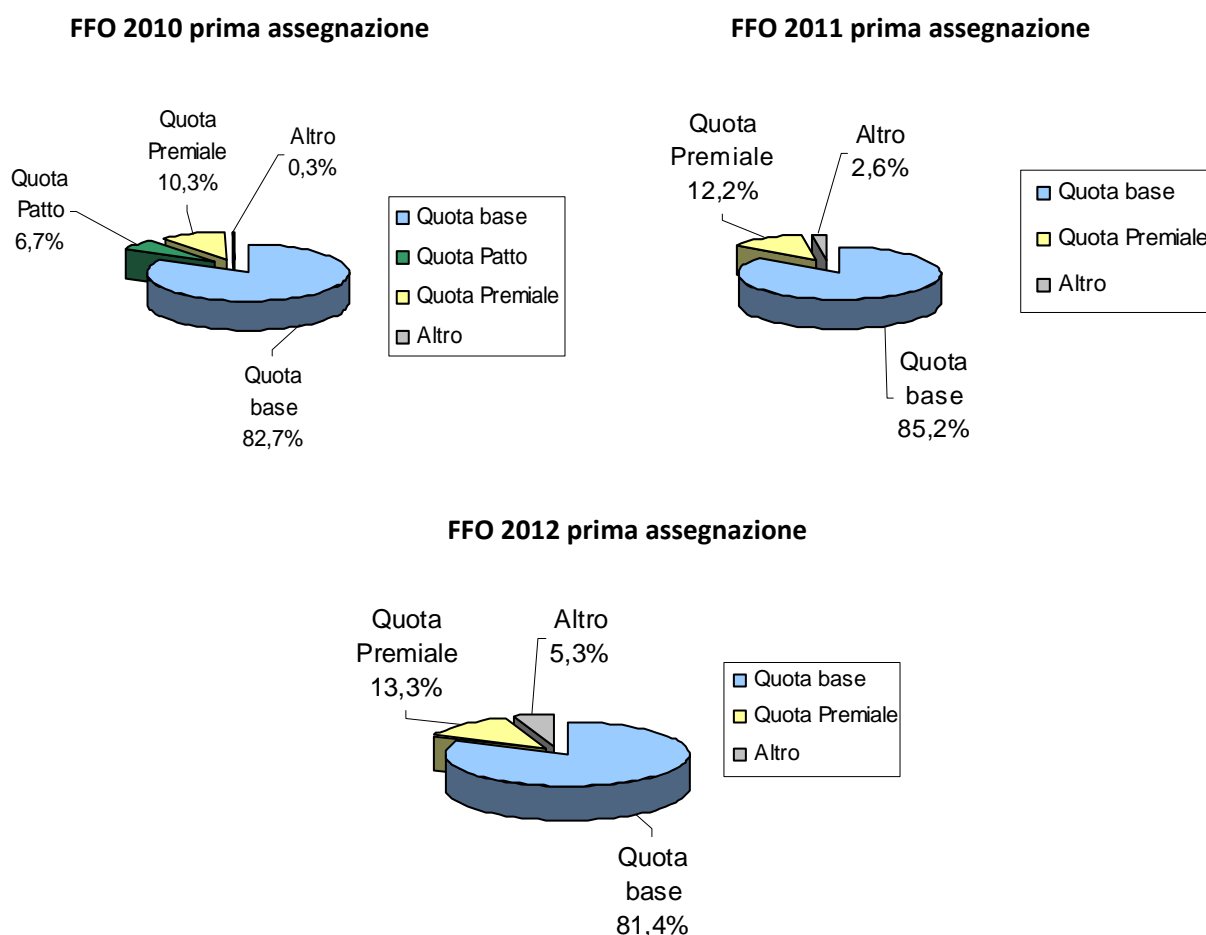 FFO 2010 prima assegnazione
Quota
Premiale
10,3%
Altro
0,3%
Quota
Patto
6,7%
Quota
base
82,7%
Quota base
Quota Patto
Quota Premiale
Altro
FFO 2011 prima assegnazione
Quota
Premiale
12,2%
Altro
2,6%
Quota
base
85,2%
Quota base
Quota Premiale
Altro
FFO 2012 prima assegnazione
Quota
Premiale
13,3%
Altro
5,3%
Quota
base
81,4%
Quota base
Quota Premiale
Altro